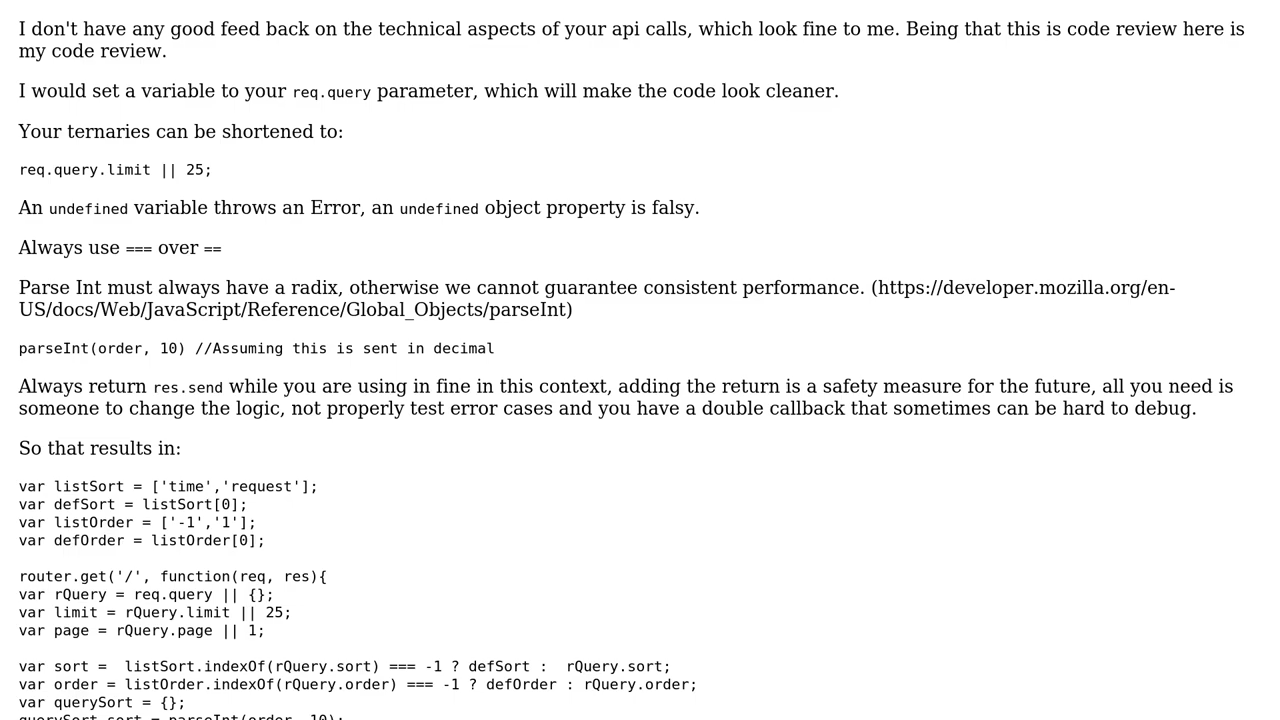 I don't have any good feed back on the technical aspects of your api calls, which look fine to me. Being that this is code review here is
my code review.
I would set a variable to your req.query parameter, which will make the code look cleaner.
Your ternaries can be shortened to:
req.query.limit || 25;
An undefined variable throws an Error, an undefined object property is falsy.
Always use === over ==
Parse Int must always have a radix, otherwise we cannot guarantee consistent performance. (https://developer.mozilla.org/en-
US/docs/Web/JavaScript/Reference/Global_Objects/parseInt)
parseInt(order, 10) //Assuming this is sent in decimal
Always return res.send while you are using in fine in this context, adding the return is a safety measure for the future, all you need is
someone to change the logic, not properly test error cases and you have a double callback that sometimes can be hard to debug.
So that results in:
var listSort = ['time','request'];
var defSort = listSort[0];
var listOrder = ['-1','1'];
var defOrder = listOrder[0];
router.get('/', function(req, res){
var rQuery = req.query || {};
var limit = rQuery.limit || 25;
var page = rQuery.page || 1;
var sort =  listSort.indexOf(rQuery.sort) === -1 ? defSort :  rQuery.sort;
var order = listOrder.indexOf(rQuery.order) === -1 ? defOrder : rQuery.order;
var querySort = {};
querySort.sort = parseInt(order, 10);